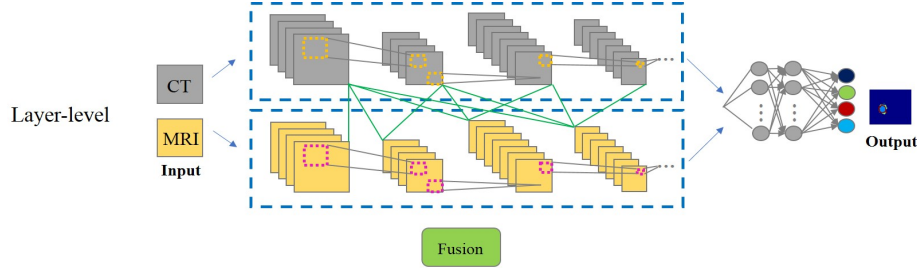 Layer-level
CT
MRI
Input
Output
Fusion